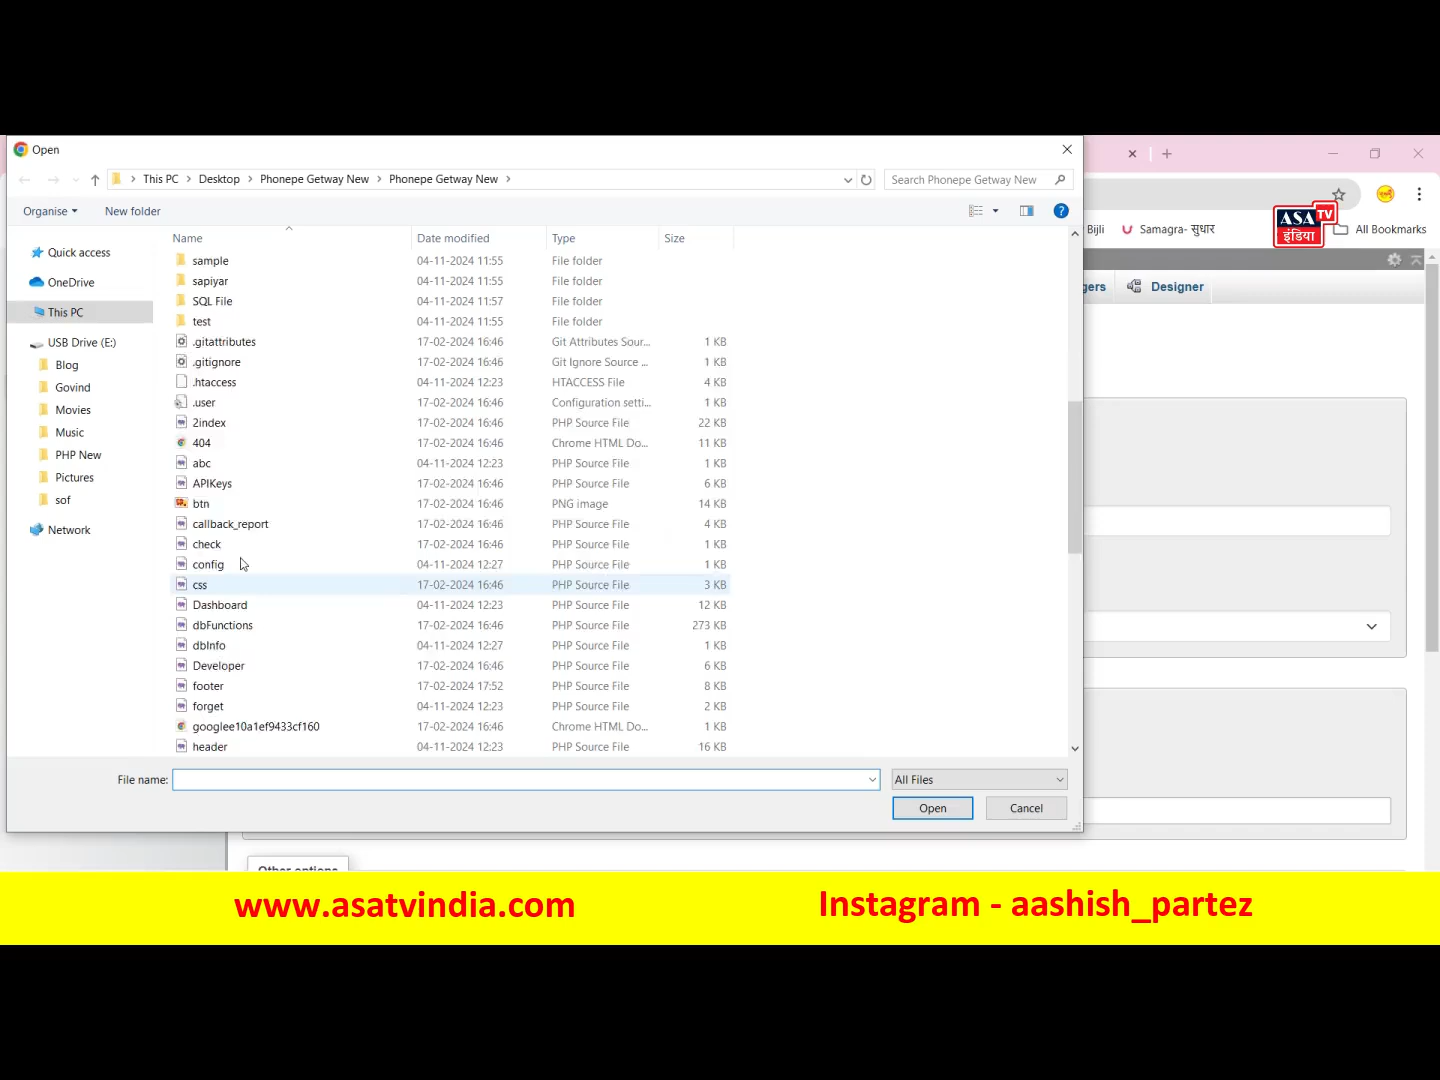 Open
This PC > Desktop > Phonepe Getway New > Phonepe Getway New >
Search Phonepe Getway New
Organise
New folder
Bijli
Samagra- सुधार
ASA TV
इंडिया
All Bookmarks
gers
Designer
Quick access
OneDrive
This PC
USB Drive (E:)
Blog
Govind
Movies
Music
PHP New
Pictures
sof
Network
Name Date modified Type Size
sample 04-11-2024 11:55 File folder
sapiyar 04-11-2024 11:55 File folder
SQL File 04-11-2024 11:57 File folder
test 04-11-2024 11:55 File folder
.gitattributes 17-02-2024 16:46 Git Attributes Sour... 1 KB
.gitignore 17-02-2024 16:46 Git Ignore Source ... 1 KB
.htaccess 04-11-2024 12:23 HTACCESS File 4 KB
.user 17-02-2024 16:46 Configuration setti... 1 KB
2index 17-02-2024 16:46 PHP Source File 22 KB
404 17-02-2024 16:46 Chrome HTML Do... 11 KB
abc 04-11-2024 12:23 PHP Source File 1 KB
APIKeys 17-02-2024 16:46 PHP Source File 6 KB
btn 17-02-2024 16:46 PNG image 14 KB
callback_report 17-02-2024 16:46 PHP Source File 4 KB
check 17-02-2024 16:46 PHP Source File 1 KB
config 04-11-2024 12:27 PHP Source File 1 KB
css 17-02-2024 16:46 PHP Source File 3 KB
Dashboard 04-11-2024 12:23 PHP Source File 12 KB
dbFunctions 17-02-2024 16:46 PHP Source File 273 KB
dbInfo 04-11-2024 12:27 PHP Source File 1 KB
Developer 17-02-2024 16:46 PHP Source File 6 KB
footer 17-02-2024 17:52 PHP Source File 8 KB
forget 04-11-2024 12:23 PHP Source File 2 KB
googlee10a1ef9433cf160 17-02-2024 16:46 Chrome HTML Do... 1 KB
header 04-11-2024 12:23 PHP Source File 16 KB
File name:
All Files
Open
Cancel
Other options
www.asatvindia.com
Instagram - aashish_partez